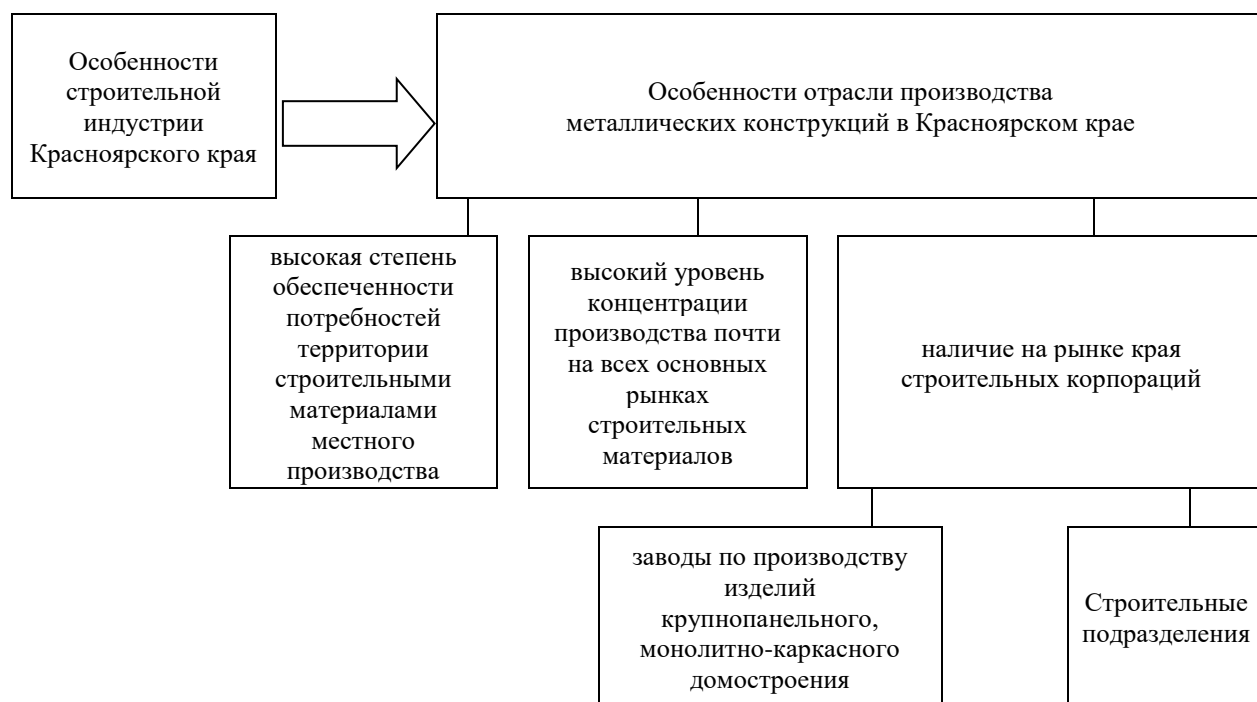 Особенности
строительной
индустрии
Красноярского края
Особенности отрасли производства
металлических конструкций в Красноярском крае
высокая степень
обеспеченности
потребностей
территории
строительными
материалами
местного
производства
высокий уровень
концентрации
производства почти
на всех основных
рынках
строительных
материалов
наличие на рынке края
строительных корпораций
заводы по производству
изделий
крупнопанельного,
монолитно-каркасного
домостроения
Строительные
подразделения